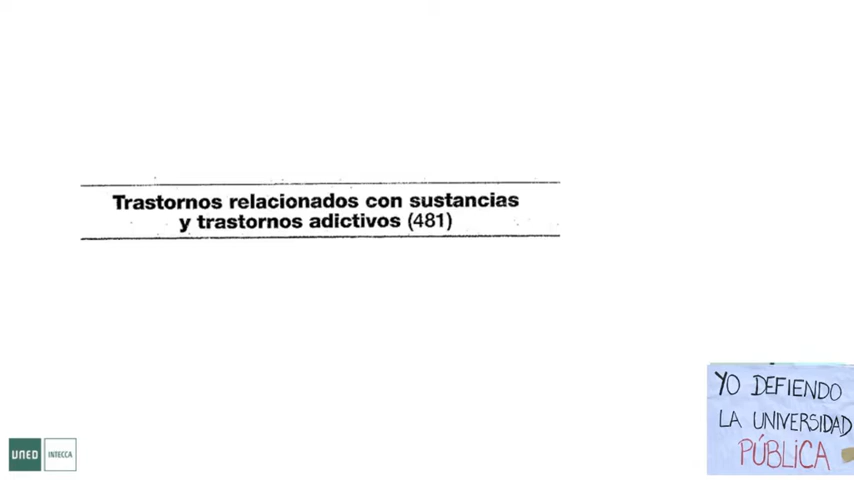 Trastornos relacionados con sustancias
y trastornos adictivos (481)
YO DEFIENDO
LA UNIVERSIDAD
PÚBLICA
UNED INTECCA